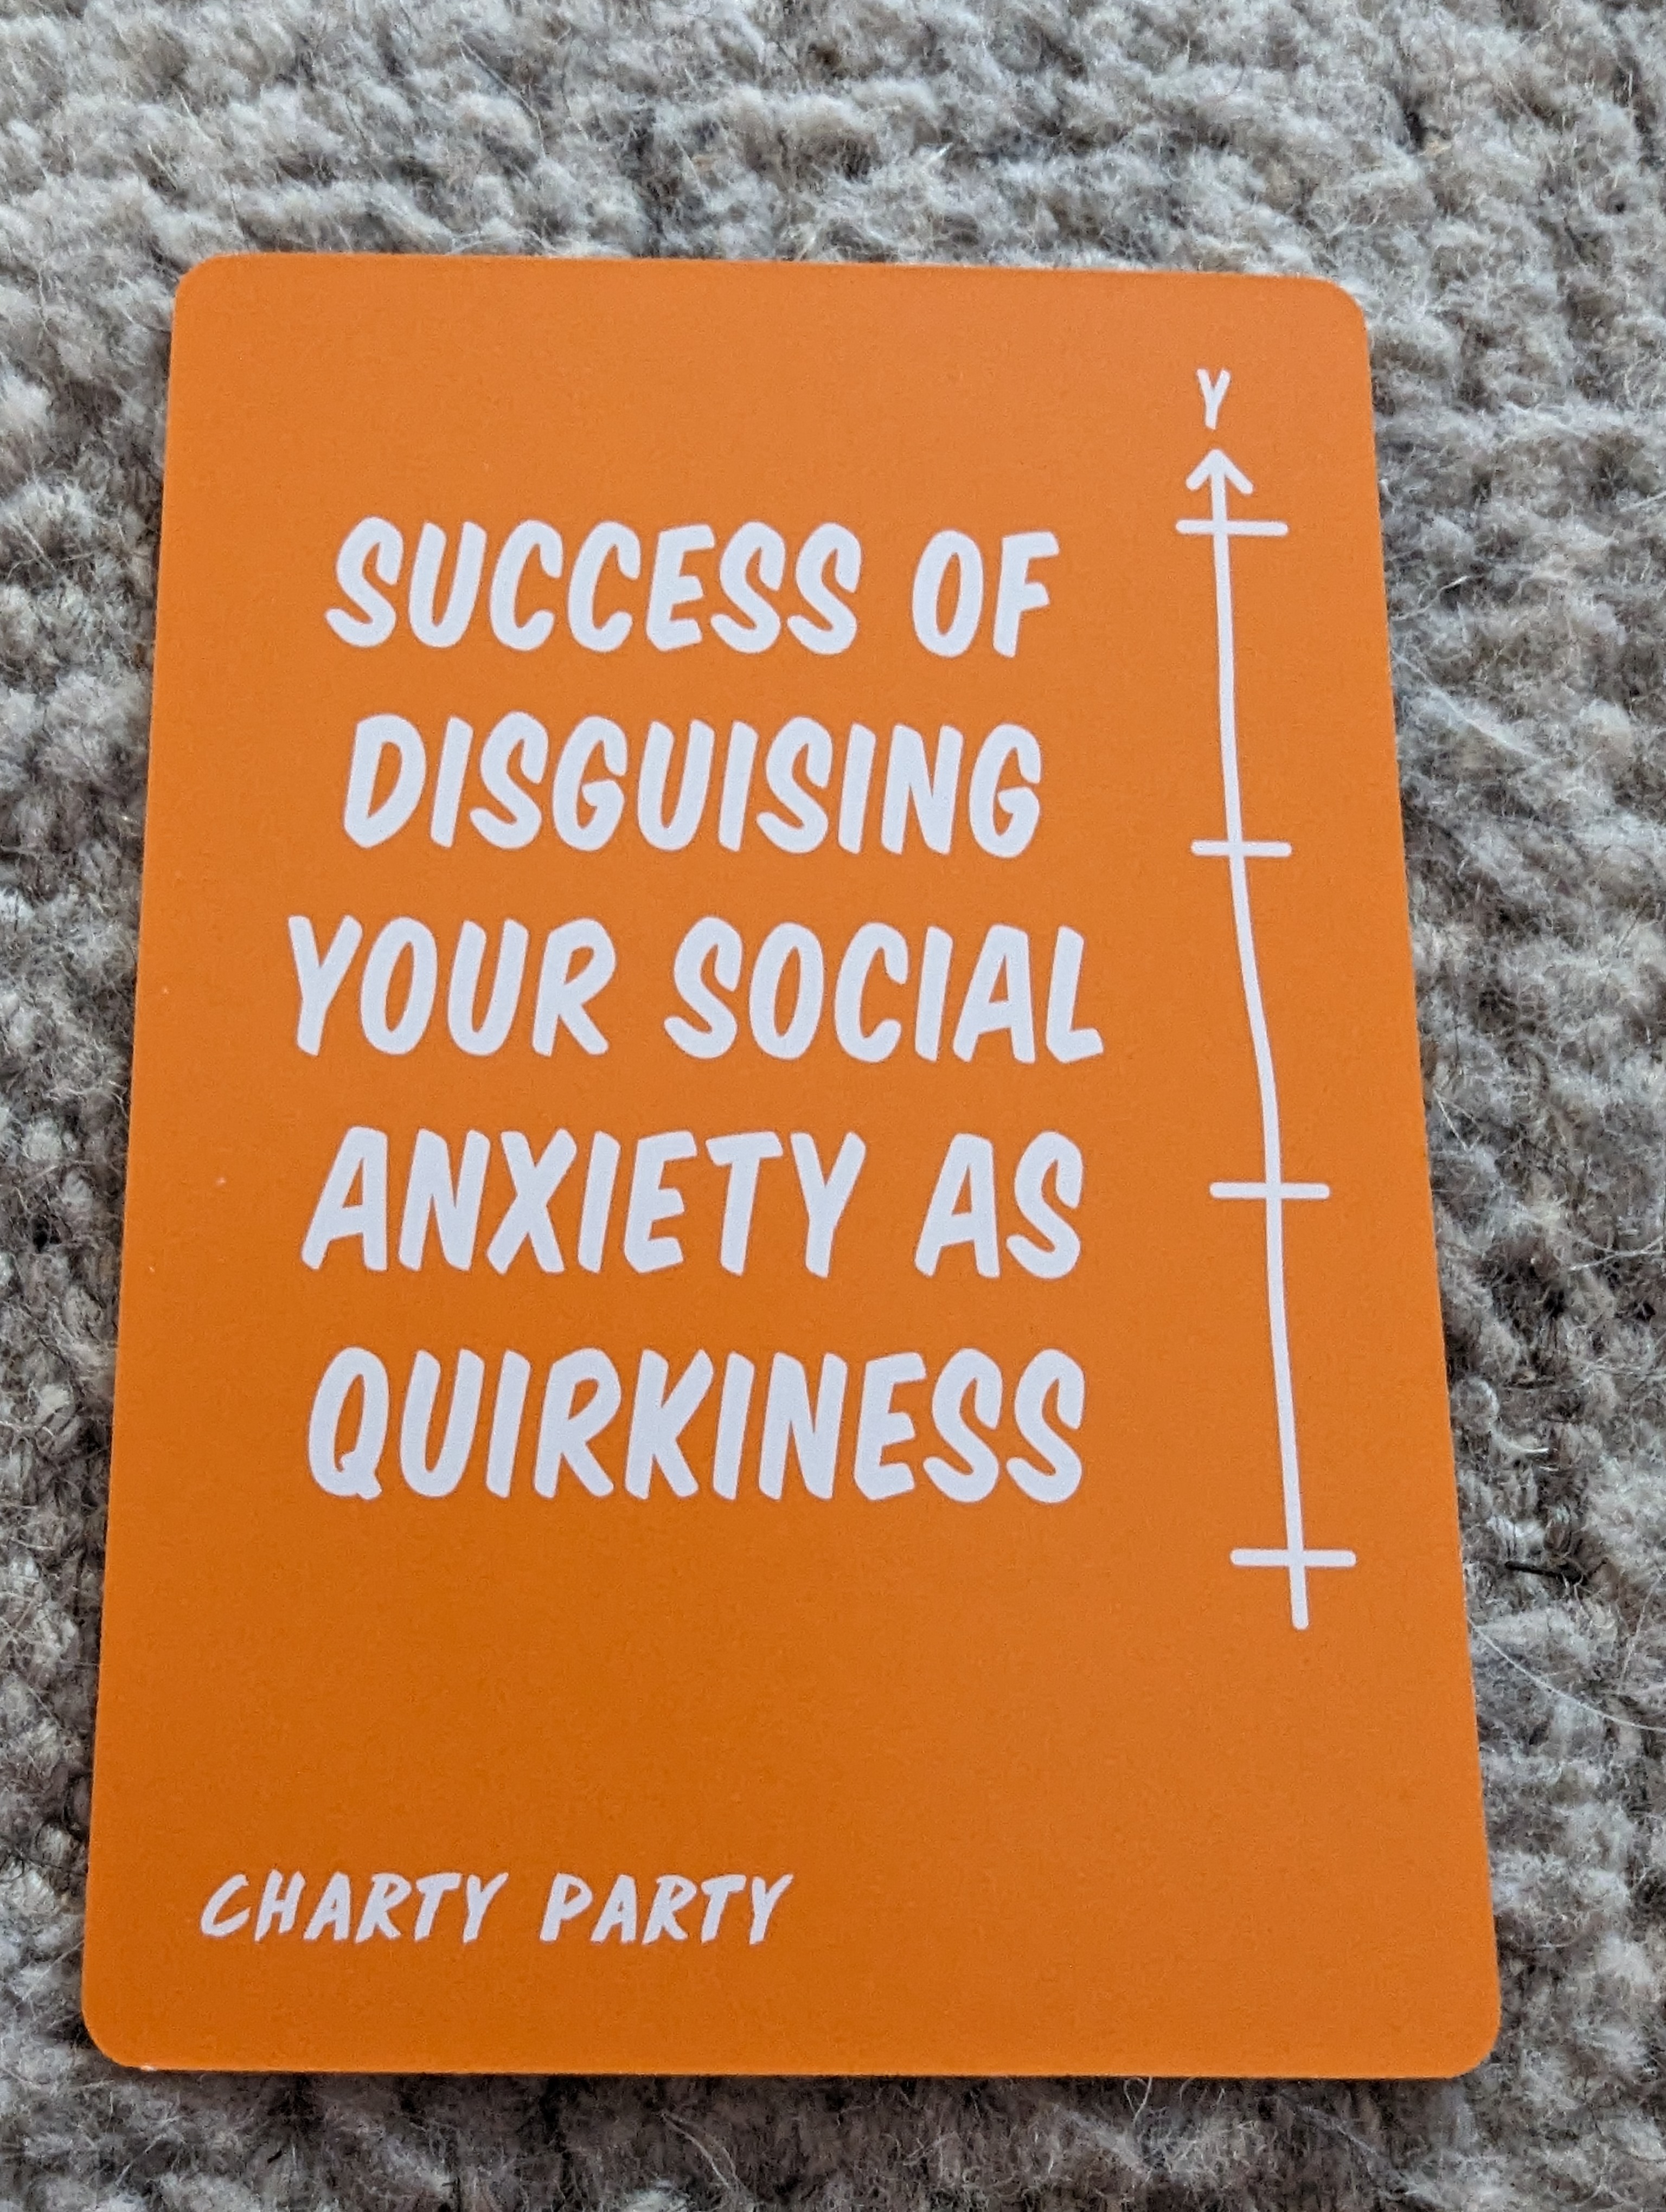 Y
SUCCESS OF
DISGUISING
YOUR SOCIAL
ANXIETY AS
QUIRKINESS
CHARTY PARTY